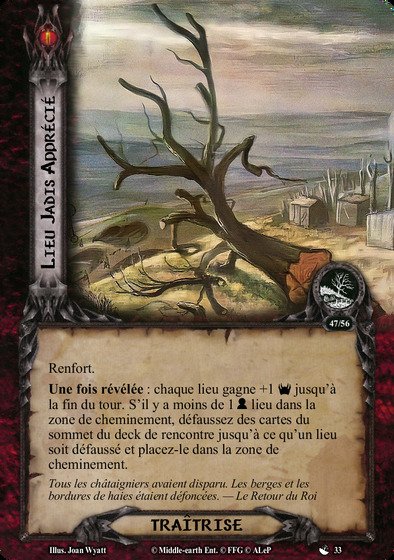 LIEU JADIS APPRÉCIÉ
47/56
Renfort.
Une fois révélée : chaque lieu gagne +1 jusqu'à
la fin du tour. S'il y a moins de 1 lieu dans la
zone de cheminement, défaussez des cartes du
sommet du deck de rencontre jusqu'à ce qu'un lieu
soit défaussé et placez-le dans la zone de
cheminement.
Tous les châtaigniers avaient disparu. Les berges et les
bordures de haies étaient défoncées. — Le Retour du Roi
TRAÎTRISE
Illus. Joan Wyatt © Middle-earth Ent. © FFG © ALeP 33